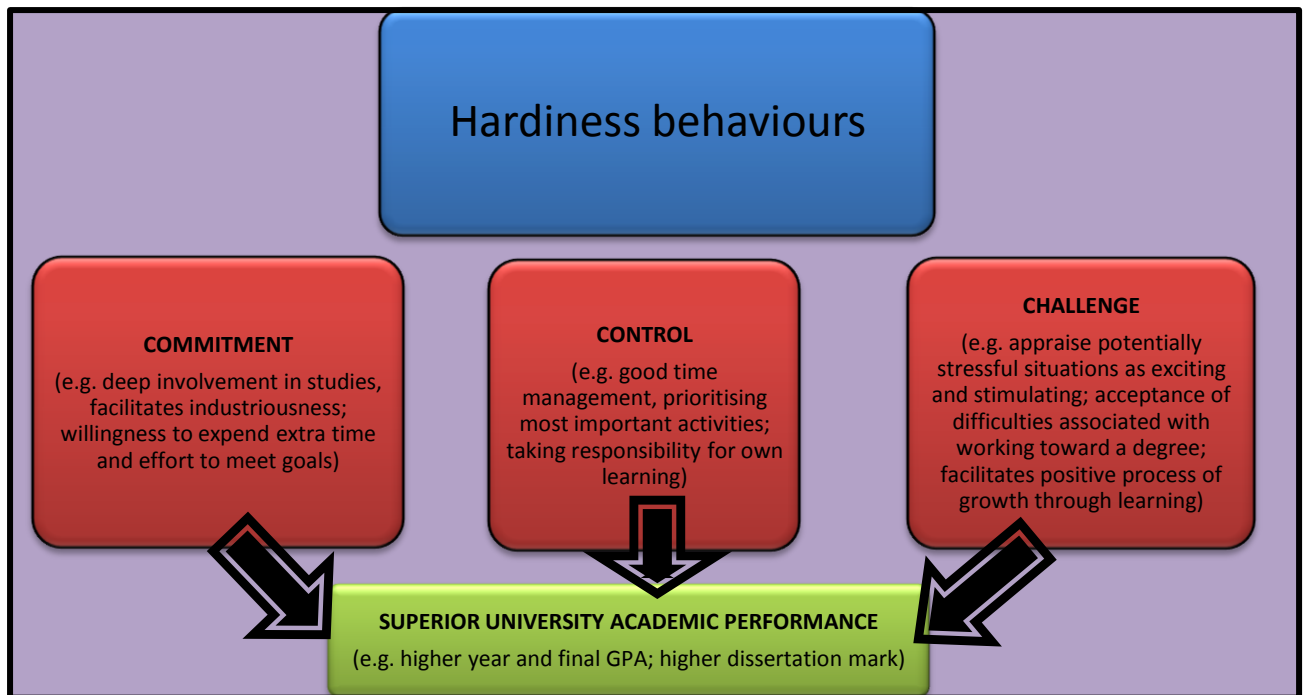 Hardiness behaviours
COMMITMENT
(e.g. deep involvement in studies,
facilitates industriousness;
willingness to expend extra time
and effort to meet goals)
CONTROL
(e.g. good time
management, prioritising
most important activities;
taking responsibility for own
learning)
CHALLENGE
(e.g. appraise potentially
stressful situations as exciting
and stimulating; acceptance of
difficulties associated with
working toward a degree;
facilitates positive process of
growth through learning)
SUPERIOR UNIVERSITY ACADEMIC PERFORMANCE
(e.g. higher year and final GPA; higher dissertation mark)